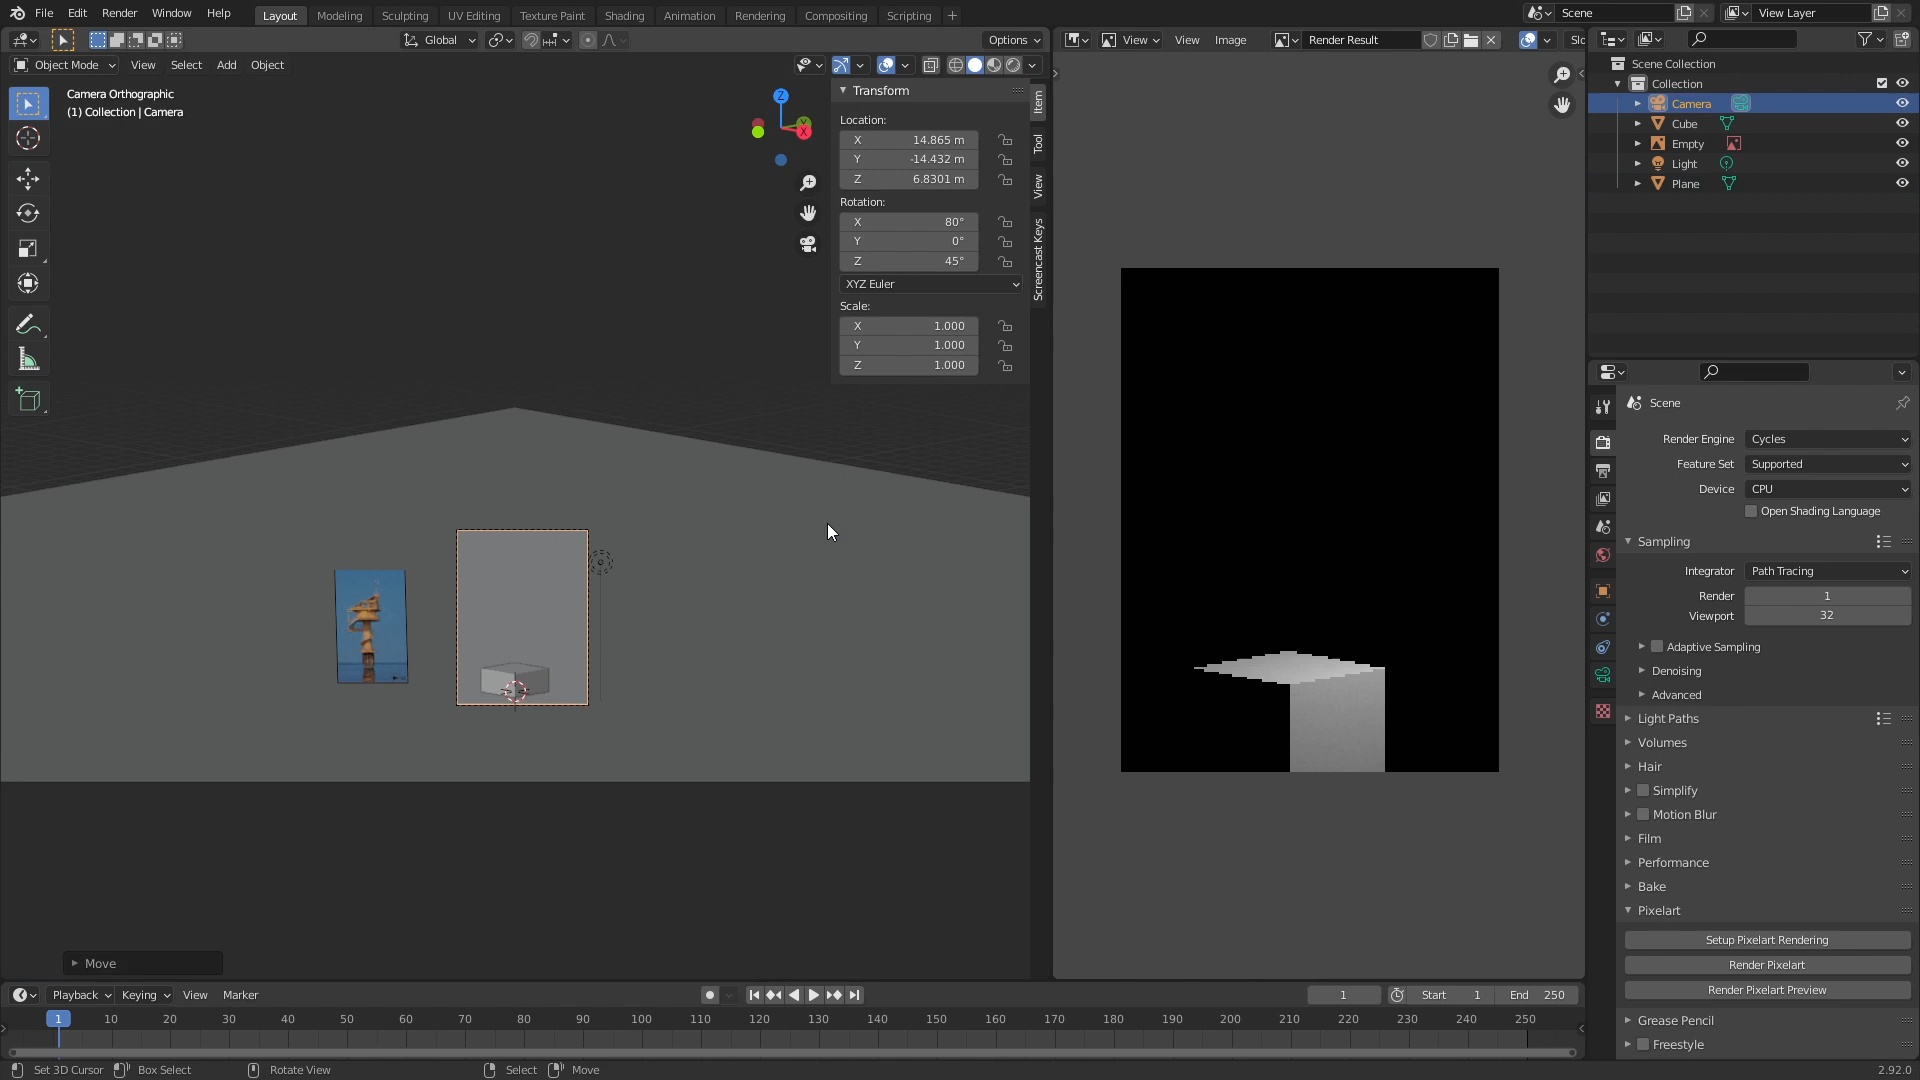 File Edit Render Window Help Layout Modeling Sculpting UV Editing Texture Paint Shading Animation Rendering Compositing Scripting + Scene View Layer
Global Options View View Image Render Result Slc
Object Mode View Select Add Object
Camera Orthographic
(1) Collection | Camera
Z
Y
X
Transform
Location:
X 14.865 m
Y -14.432 m
Z 6.8301 m
Rotation:
X 80°
Y 0°
Z 45°
XYZ Euler
Scale:
X 1.000
Y 1.000
Z 1.000
Item
Tool
View
Screencast Keys
Scene Collection
Collection
Camera
Cube
Empty
Light
Plane
Scene
Render Engine Cycles
Feature Set Supported
Device CPU
Open Shading Language
Sampling
Integrator Path Tracing
Render 1
Viewport 32
Adaptive Sampling
Denoising
Advanced
Light Paths
Volumes
Hair
Simplify
Motion Blur
Film
Performance
Bake
Pixelart
Setup Pixelart Rendering
Render Pixelart
Render Pixelart Preview
Grease Pencil
Freestyle
Move
Playback Keying View Marker 1 Start 1 End 250
1 10 20 30 40 50 60 70 80 90 100 110 120 130 140 150 160 170 180 190 200 210 220 230 240 250
Set 3D Cursor Box Select Rotate View Select Move 2.92.0